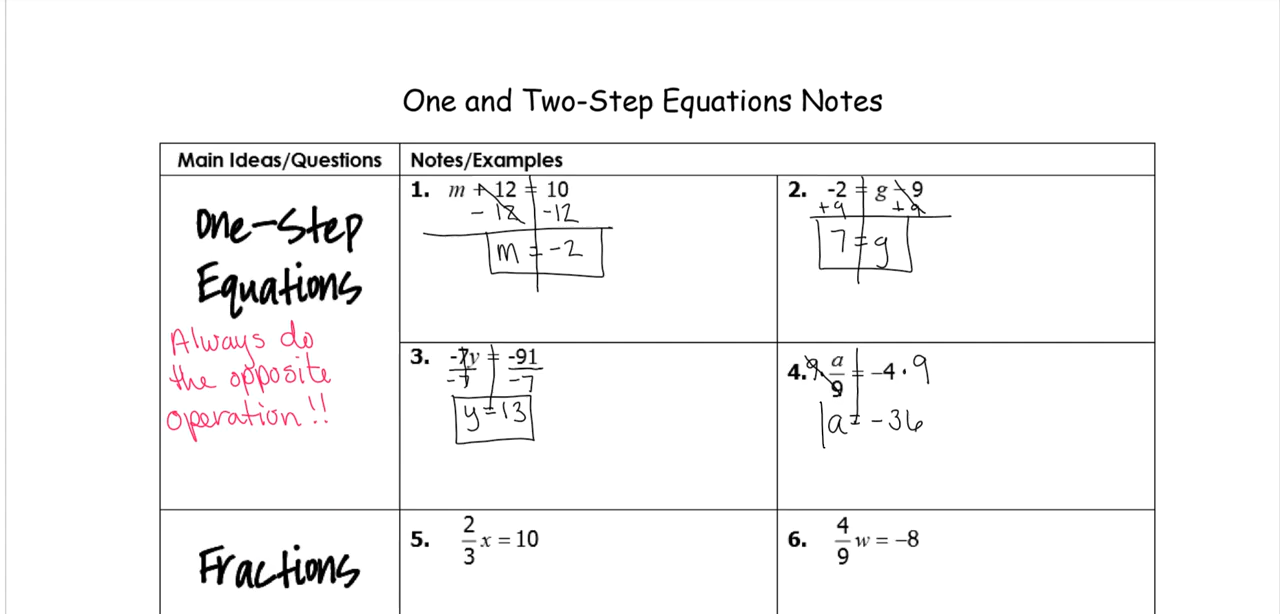 One and Two-Step Equations Notes
Main Ideas/Questions
Notes/Examples
One-Step
Equations
Always do
the opposite
operation!!
1. m + 12 = 10
- 12 -12
m = -2
2. -2 = g - 9
+9 +9
7 = g
3. -7y = -91
-7 -7
y = 13
4. 9· a/9 = -4 · 9
a = -36
Fractions
5. 2/3 x = 10
6. 4/9 w = -8